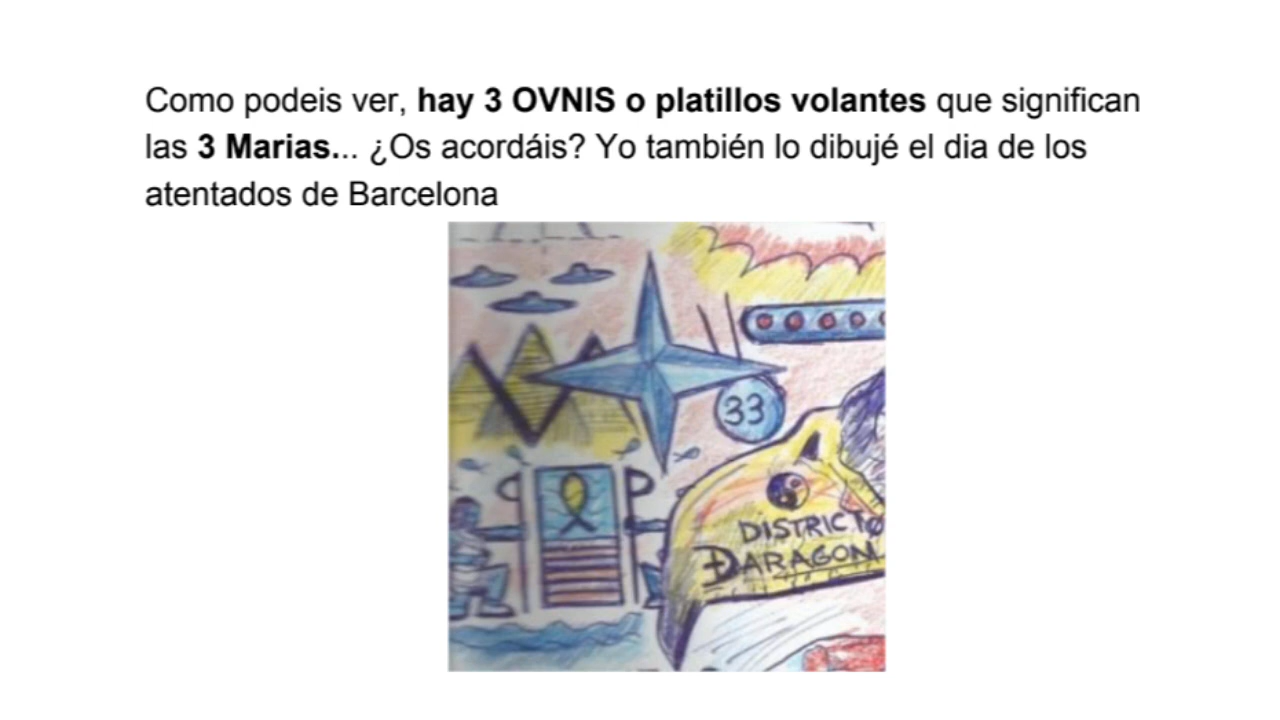 Como podeis ver, hay 3 OVNIS o platillos volantes que significan
las 3 Marias... ¿Os acordáis? Yo también lo dibujé el dia de los
atentados de Barcelona
33
DISTRICTO
DARAGON